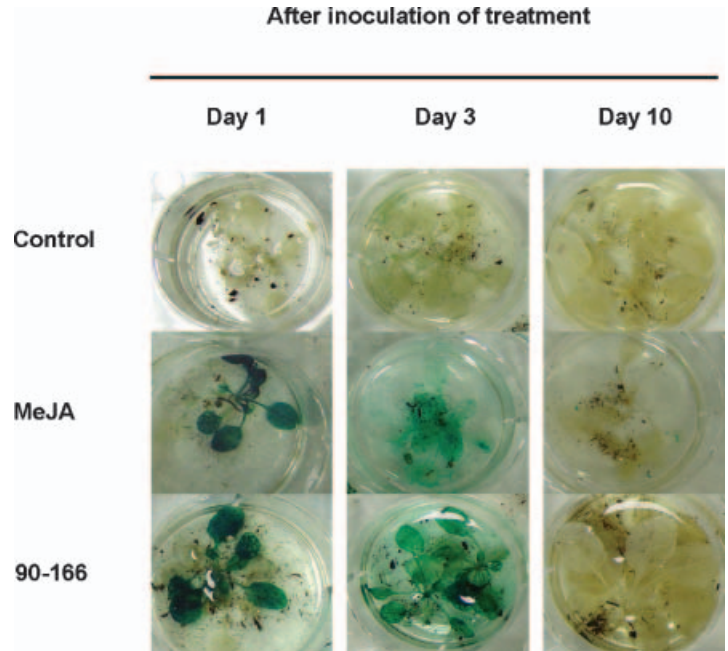 After inoculation of treatment
Day 1 Day 3 Day 10
Control
MeJA
90-166